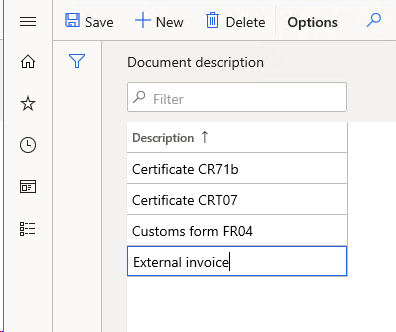 Save New Delete Options
Document description
Filter
Description
Certificate CR71b
Certificate CRT07
Customs form FR04
External invoice